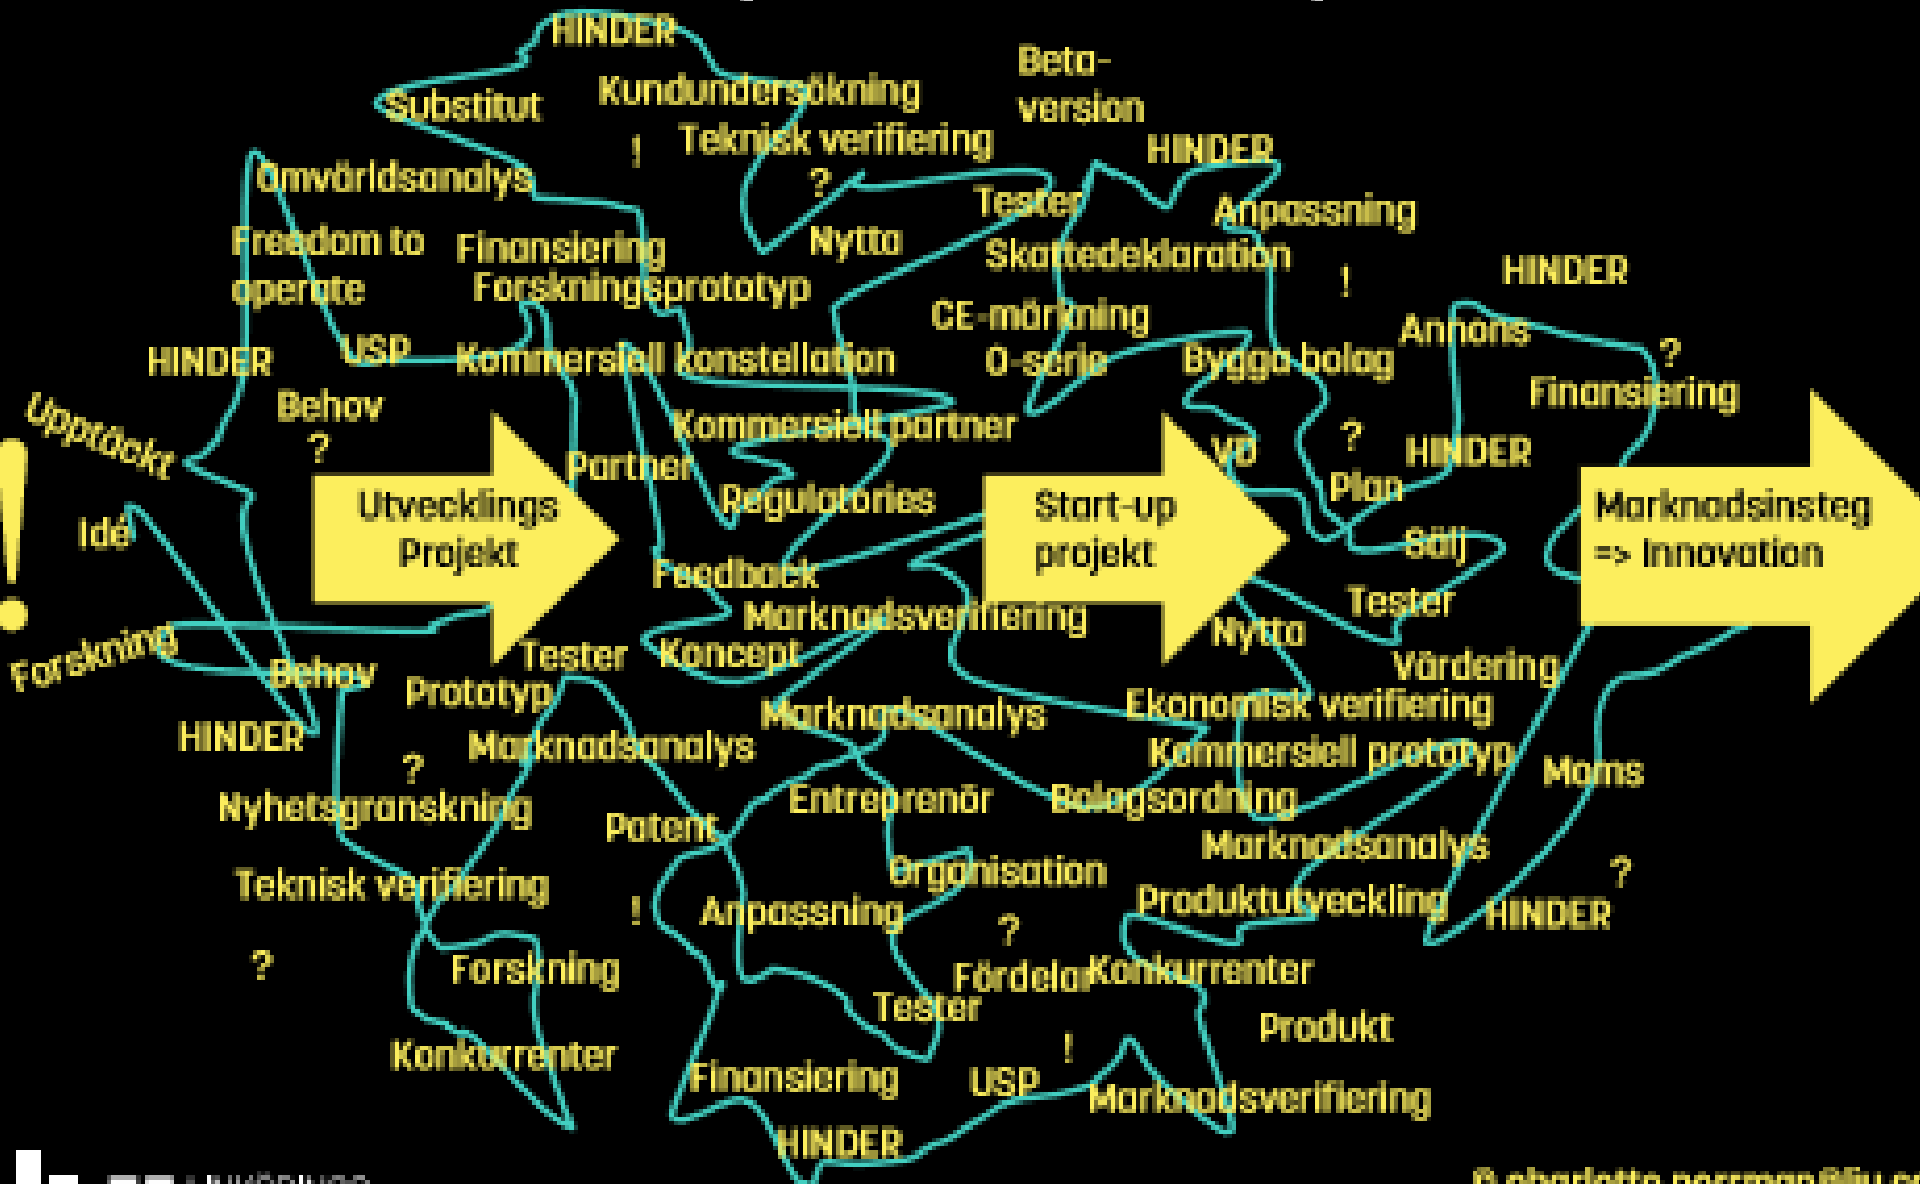 HINDER
Beta-
version
Substitut
Kundundersökning
!
Teknisk verifiering
HINDER
Omvärldsanalys
?
Tester
Anpassning
Freedom to
operate
Finansiering
Nytta
Skattedeklaration
!
HINDER
Forskningsprototyp
CE-märkning
Annons
HINDER
USP
Kommersiell konstellation
0-serie
Bygga bolag
?
Finansiering
Behov
?
Upptäckt
Kommersiell partner
VD
?
HINDER
Partner
Regulatories
Plan
!
Idé
Utvecklings
Projekt
Start-up
projekt
Sälj
Marknadsinsteg
=> Innovation
Feedback
Tester
Marknadsverifiering
Nytta
Forskning
Behov
Tester
Koncept
Värdering
Prototyp
Marknadsanalys
Ekonomisk verifiering
HINDER
Marknadsanalys
Kommersiell prototyp
?
Moms
Nyhetsgranskning
Patent
Entreprenör
Bolagsordning
Marknadsanalys
Teknisk verifiering
Organisation
?
!
Anpassning
Produktutveckling
HINDER
?
?
Forskning
Fördelar
Konkurrenter
Tester
Produkt
Konkurrenter
!
Finansiering
USP
Marknadsverifiering
HINDER